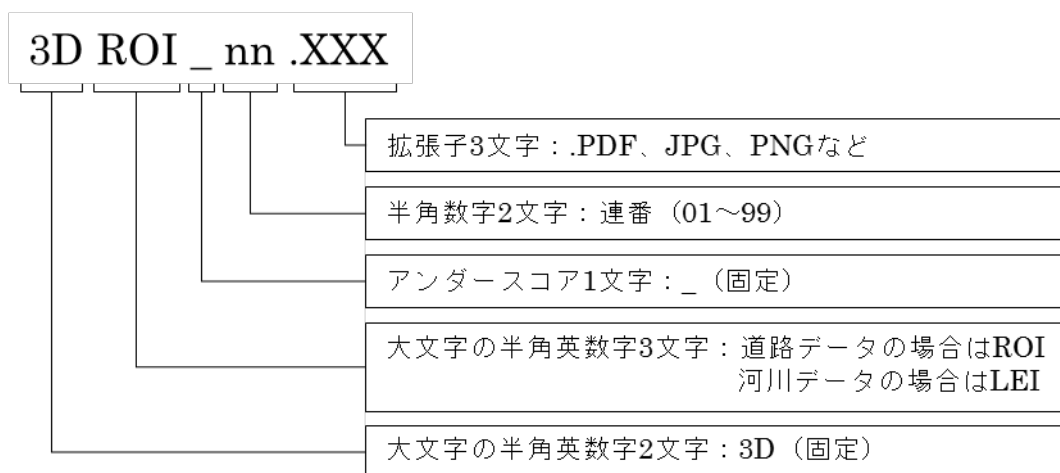 3D ROI _ nn .XXX
拡張子3文字：.PDF、JPG、PNGなど
半角数字2文字：連番（01～99）
アンダースコア1文字：_（固定）
大文字の半角英数字3文字：道路データの場合はROI
河川データの場合はLEI
大文字の半角英数字2文字：3D（固定）